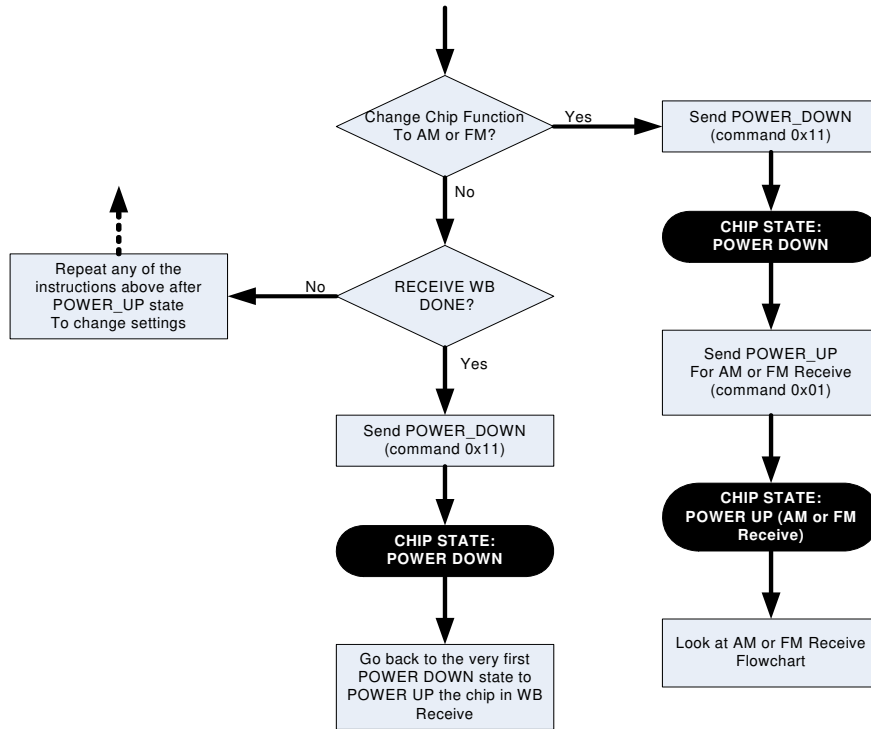 Change Chip Function
To AM or FM?
Yes
Send POWER_DOWN
(command 0x11)
No
CHIP STATE:
POWER DOWN
Repeat any of the
instructions above after
POWER_UP state
To change settings
No
RECEIVE WB
DONE?
Yes
Send POWER_UP
For AM or FM Receive
(command 0x01)
Send POWER_DOWN
(command 0x11)
CHIP STATE:
POWER UP (AM or FM
Receive)
CHIP STATE:
POWER DOWN
Look at AM or FM Receive
Flowchart
Go back to the very first
POWER DOWN state to
POWER UP the chip in WB
Receive